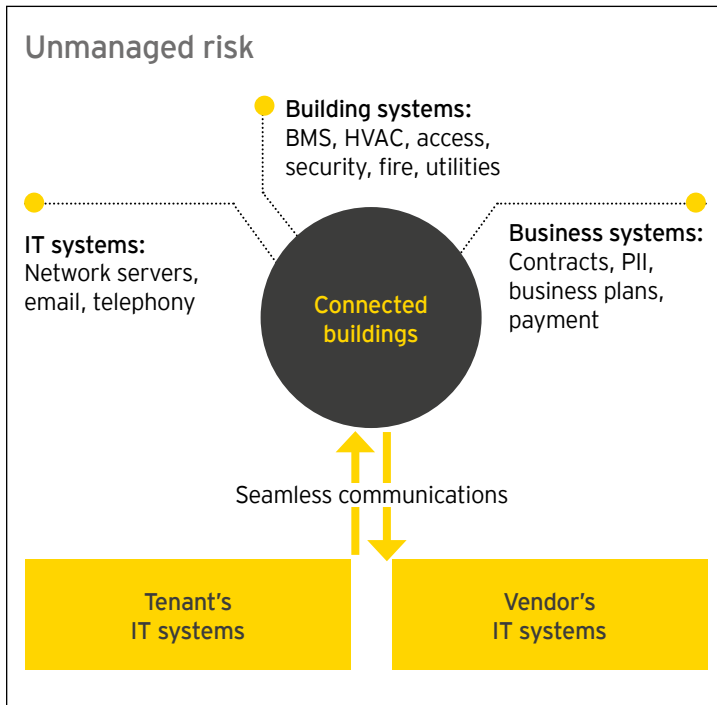 Unmanaged risk
Building systems:
BMS, HVAC, access,
security, fire, utilities
IT systems:
Network servers,
email, telephony
Business systems:
Contracts, PII,
business plans,
payment
Connected
buildings
Seamless communications
Tenant’s
IT systems
Vendor’s
IT systems